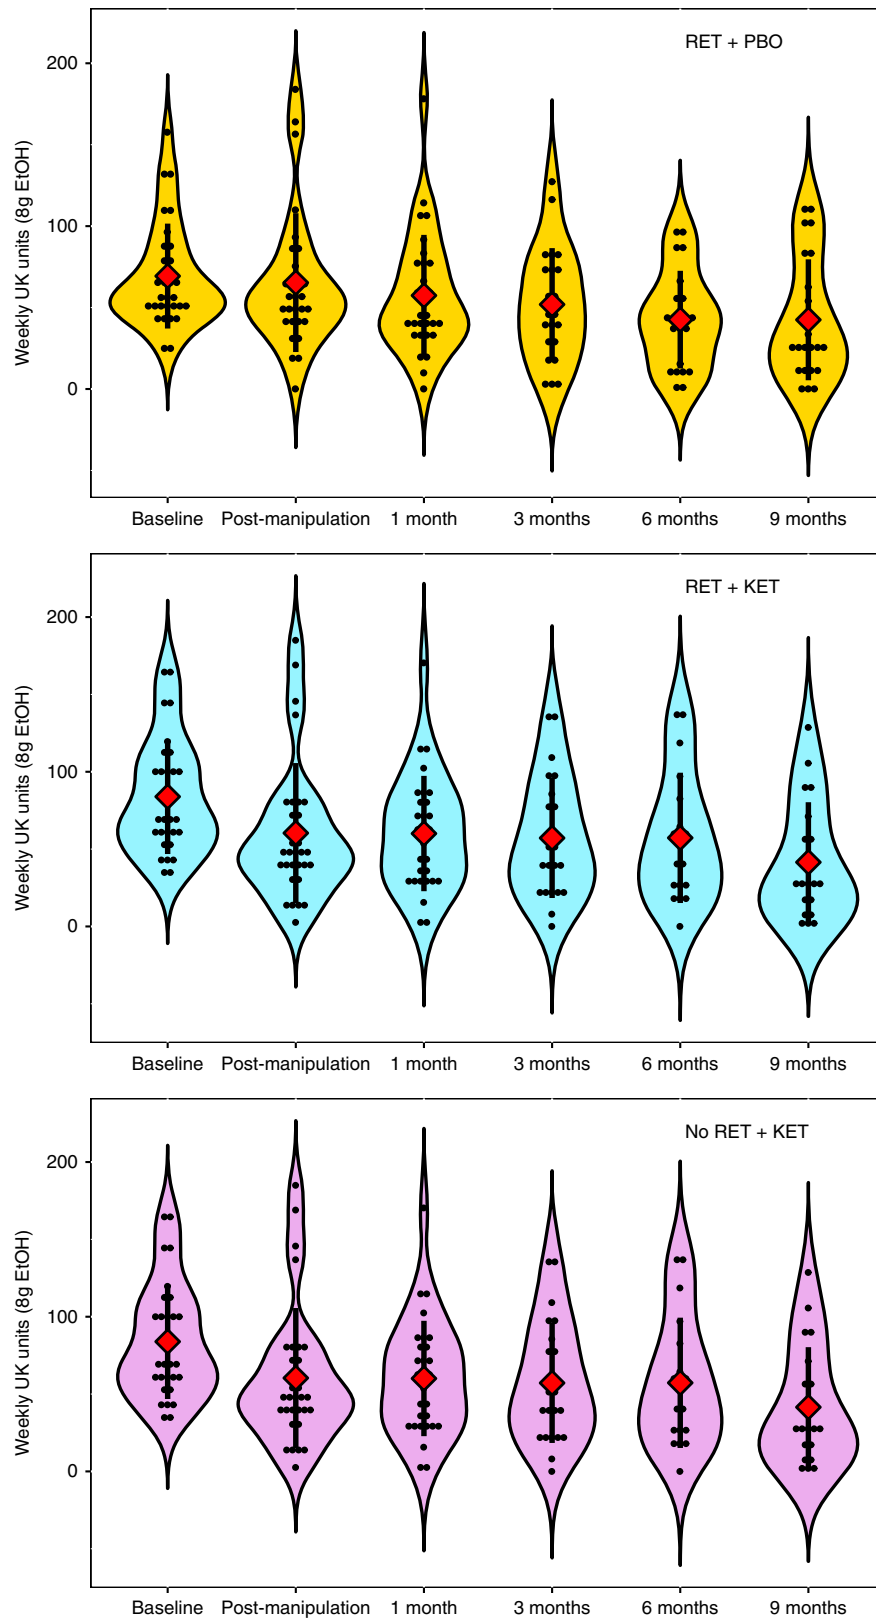 RET + PBO
Weekly UK units (8g EtOH)
200
100
0
Baseline Post-manipulation 1 month 3 months 6 months 9 months
RET + KET
Weekly UK units (8g EtOH)
200
100
0
Baseline Post-manipulation 1 month 3 months 6 months 9 months
No RET + KET
Weekly UK units (8g EtOH)
200
100
0
Baseline Post-manipulation 1 month 3 months 6 months 9 months